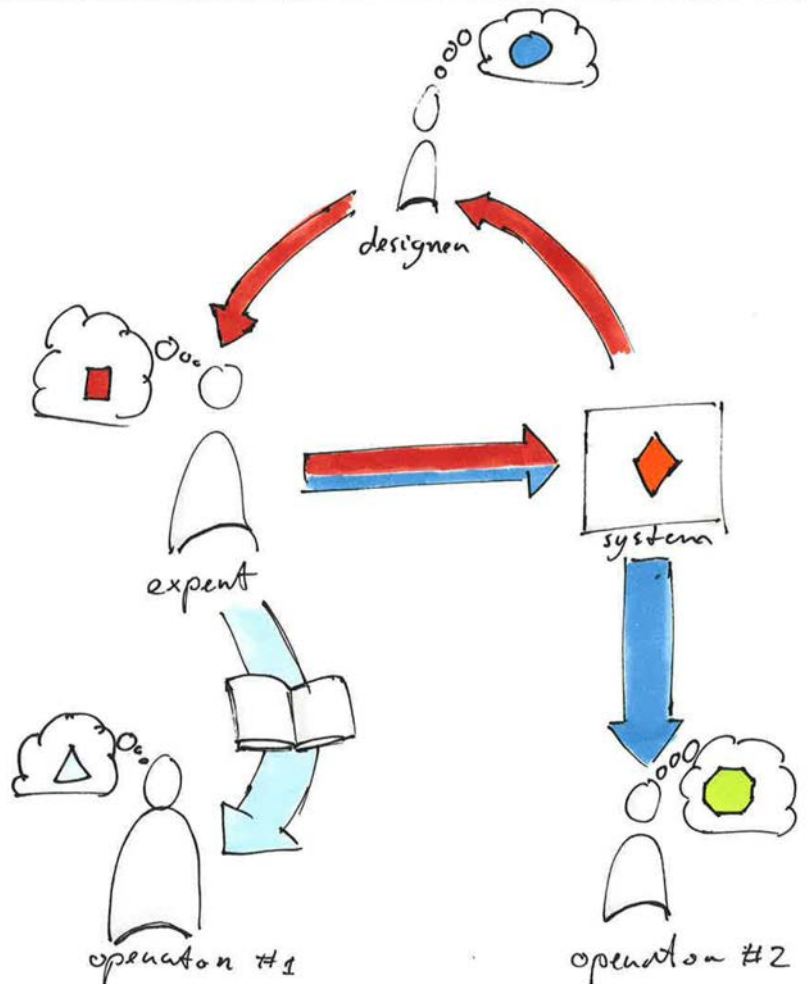 designer
expert
system
operator #1
operator #2